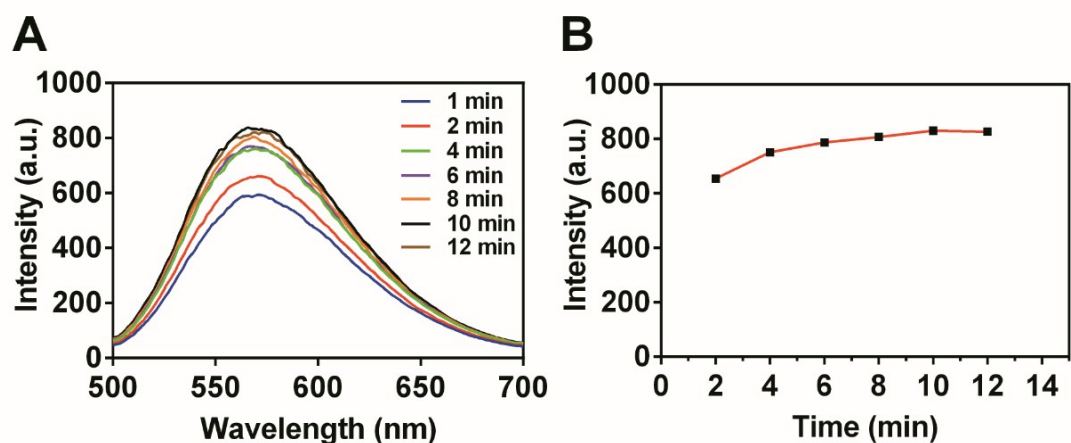 A
Intensity (a.u.)
1000
800
600
400
200
0
500
550
600
650
700
Wavelength (nm)
1 min
2 min
4 min
6 min
8 min
10 min
12 min
B
Intensity (a.u.)
1000
800
600
400
200
0
0
2
4
6
8
10
12
14
Time (min)